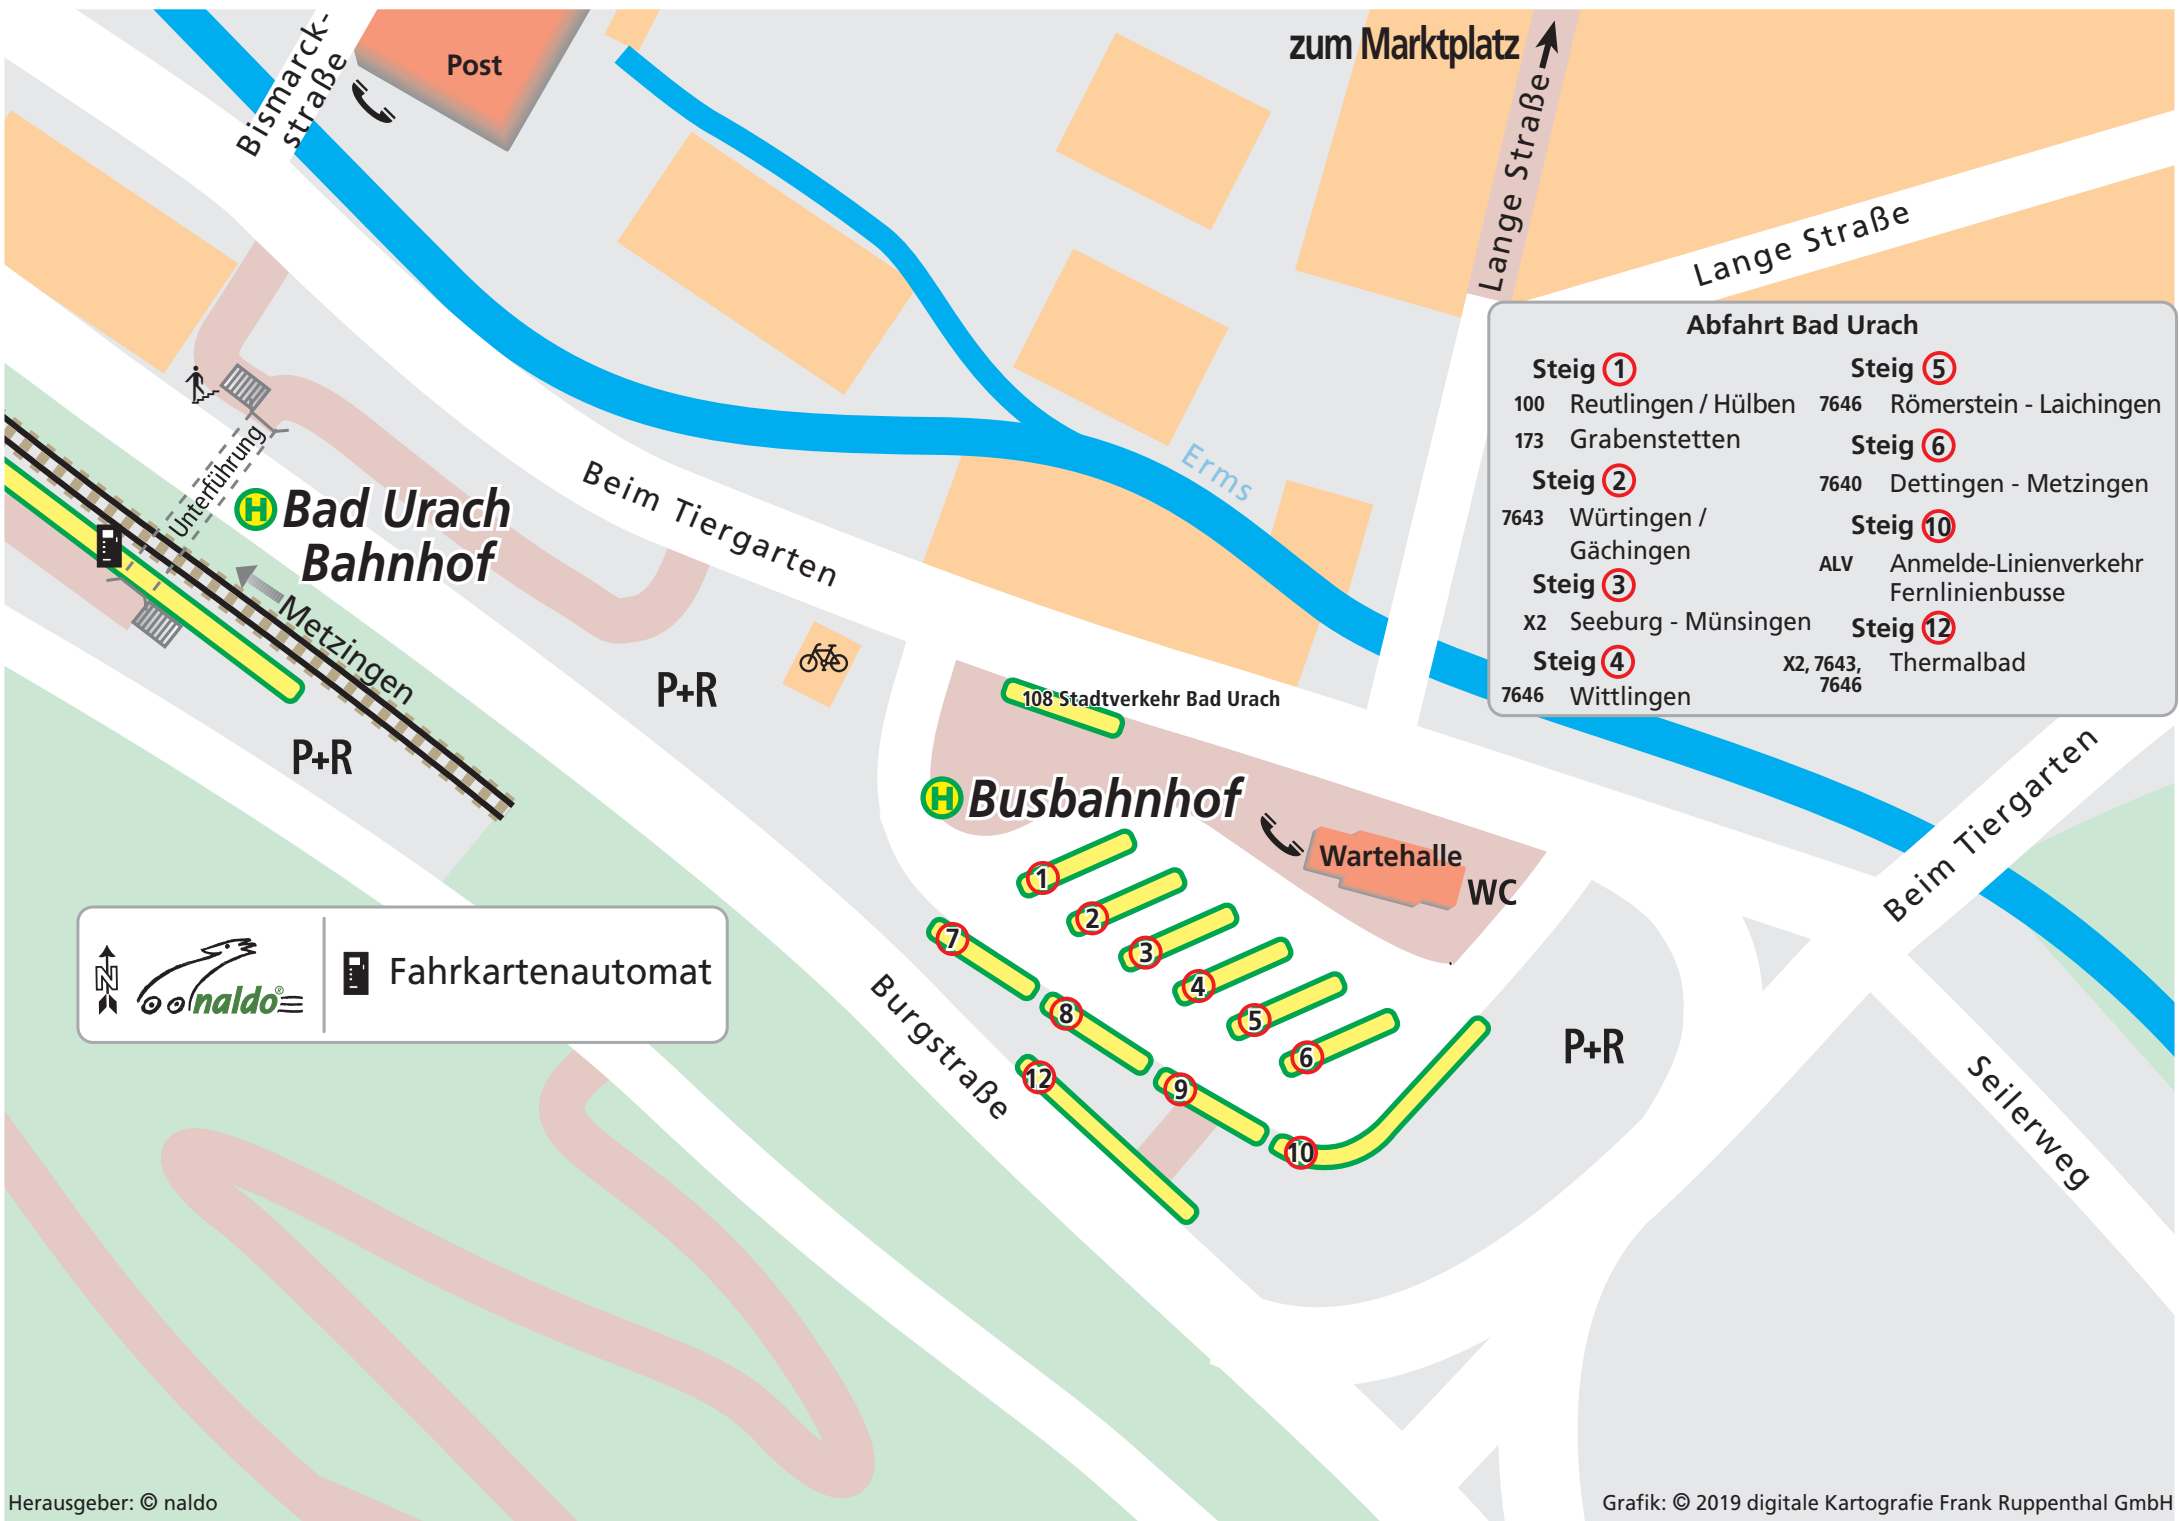 zum Marktplatz
Post
Bismarck-
straße
Lange Straße
Lange Straße
Abfahrt Bad Urach
Steig 1
100 Reutlingen / Hülben
173 Grabenstetten
Steig 2
7643 Würtingen /
Gächingen
Steig 3
X2 Seeburg - Münsingen
Steig 4
7646 Wittlingen
Steig 5
7646 Römerstein - Laichingen
Steig 6
7640 Dettingen - Metzingen
Steig 10
ALV Anmelde-Linienverkehr
Fernlinienbusse
Steig 12
X2, 7643, Thermalbad
7646
Erms
Beim Tiergarten
Unterführung
H Bad Urach
Bahnhof
Metzingen
P+R
P+R
108 Stadtverkehr Bad Urach
H Busbahnhof
Wartehalle
WC
Beim Tiergarten
1
2
3
4
5
6
7
8
9
10
12
P+R
Burgstraße
Seilerweg
N
naldo®
Fahrkartenautomat
Herausgeber: © naldo
Grafik: © 2019 digitale Kartografie Frank Ruppenthal GmbH